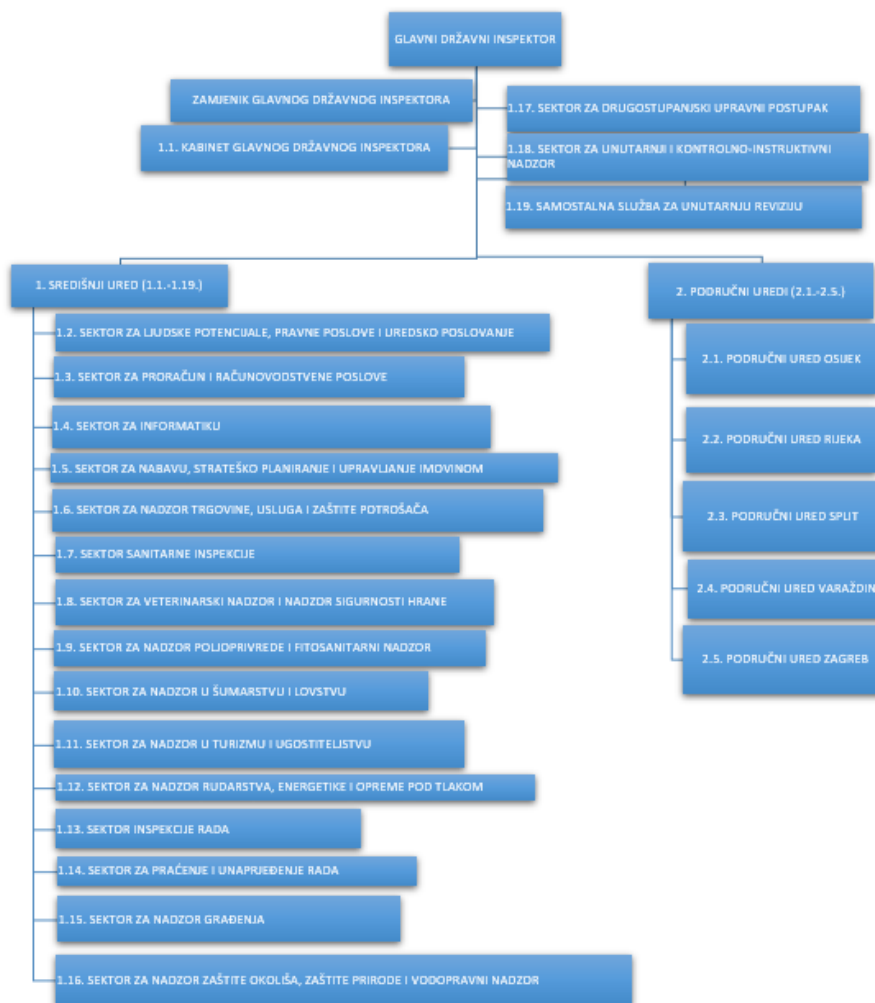 GLAVNI DRŽAVNI INSPEKTOR
ZAMJENIK GLAVNOG DRŽAVNOG INSPEKTORA
1.17. SEKTOR ZA DRUGOSTUPANJSKI UPRAVNI POSTUPAK
1.1. KABINET GLAVNOG DRŽAVNOG INSPEKTORA
1.18. SEKTOR ZA UNUTARNJI I KONTROLNO-INSTRUKTIVNI
NADZOR
1.19. SAMOSTALNA SLUŽBA ZA UNUTARNJU REVIZIJU
1. SREDIŠNJI URED (1.1.-1.19.)
1.2. SEKTOR ZA LJUDSKE POTENCIJALE, PRAVNE POSLOVE I UREDSKO POSLOVANJE
1.3. SEKTOR ZA PRORAČUN I RAČUNOVODSTVENE POSLOVE
1.4. SEKTOR ZA INFORMATIKU
1.5. SEKTOR ZA NABAVU, STRATEŠKO PLANIRANJE I UPRAVLJANJE IMOVINOM
1.6. SEKTOR ZA NADZOR TRGOVINE, USLUGA I ZAŠTITE POTROŠAČA
1.7. SEKTOR SANITARNE INSPEKCIJE
1.8. SEKTOR ZA VETERINARSKI NADZOR I NADZOR SIGURNOSTI HRANE
1.9. SEKTOR ZA NADZOR POLJOPRIVREDE I FITOSANITARNI NADZOR
1.10. SEKTOR ZA NADZOR U ŠUMARSTVU I LOVSTVU
1.11. SEKTOR ZA NADZOR U TURIZMU I UGOSTITELJSTVU
1.12. SEKTOR ZA NADZOR RUDARSTVA, ENERGETIKE I OPREME POD TLAKOM
1.13. SEKTOR INSPEKCIJE RADA
1.14. SEKTOR ZA PRAĆENJE I UNAPRJEĐENJE RADA
1.15. SEKTOR ZA NADZOR GRAĐENJA
1.16. SEKTOR ZA NADZOR ZAŠTITE OKOLIŠA, ZAŠTITE PRIRODE I VODOPRAVNI NADZOR
2. PODRUČNI UREDI (2.1.-2.5.)
2.1. PODRUČNI URED OSIJEK
2.2. PODRUČNI URED RIJEKA
2.3. PODRUČNI URED SPLIT
2.4. PODRUČNI URED VARAŽDIN
2.5. PODRUČNI URED ZAGREB